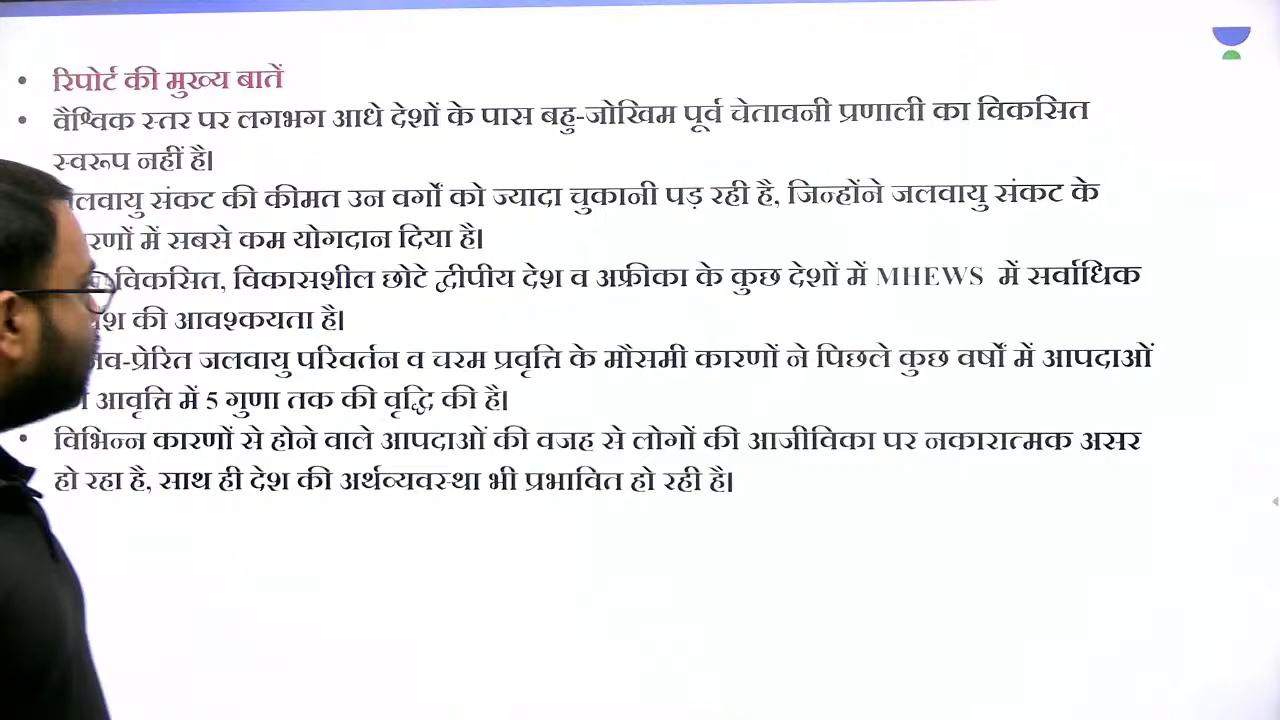 • रिपोर्ट की मुख्य बातें
• वैश्विक स्तर पर लगभग आधे देशों के पास बहु-जोखिम पूर्व चेतावनी प्रणाली का विकसित
स्वरूप नहीं है।
संकट की कीमत उन वर्गों को ज्यादा चुकानी पड़ रही है, जिन्होंने जलवायु संकट के
में सबसे कम योगदान दिया है।
विकसित, विकासशील छोटे द्वीपीय देश व अफ्रीका के कुछ देशों में MHEWS में सर्वाधिक
की आवश्कयता है।
जलवायु परिवर्तन व चरम प्रवृत्ति के मौसमी कारणों ने पिछले कुछ वर्षों में आपदाओं
आवृत्ति में 5 गुणा तक की वृद्धि की है।
• विभिन्न कारणों से होने वाले आपदाओं की वजह से लोगों की आजीविका पर नकारात्मक असर
हो रहा है, साथ ही देश की अर्थव्यवस्था भी प्रभावित हो रही है।